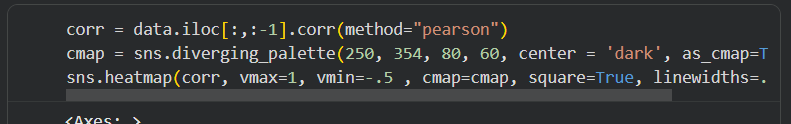 corr = data.iloc[:,:-1].corr(method="pearson")
cmap = sns.diverging_palette(250, 354, 80, 60, center = 'dark', as_cmap=T
sns.heatmap(corr, vmax=1, vmin=-.5 , cmap=cmap, square=True, linewidths=.
<Axes: >